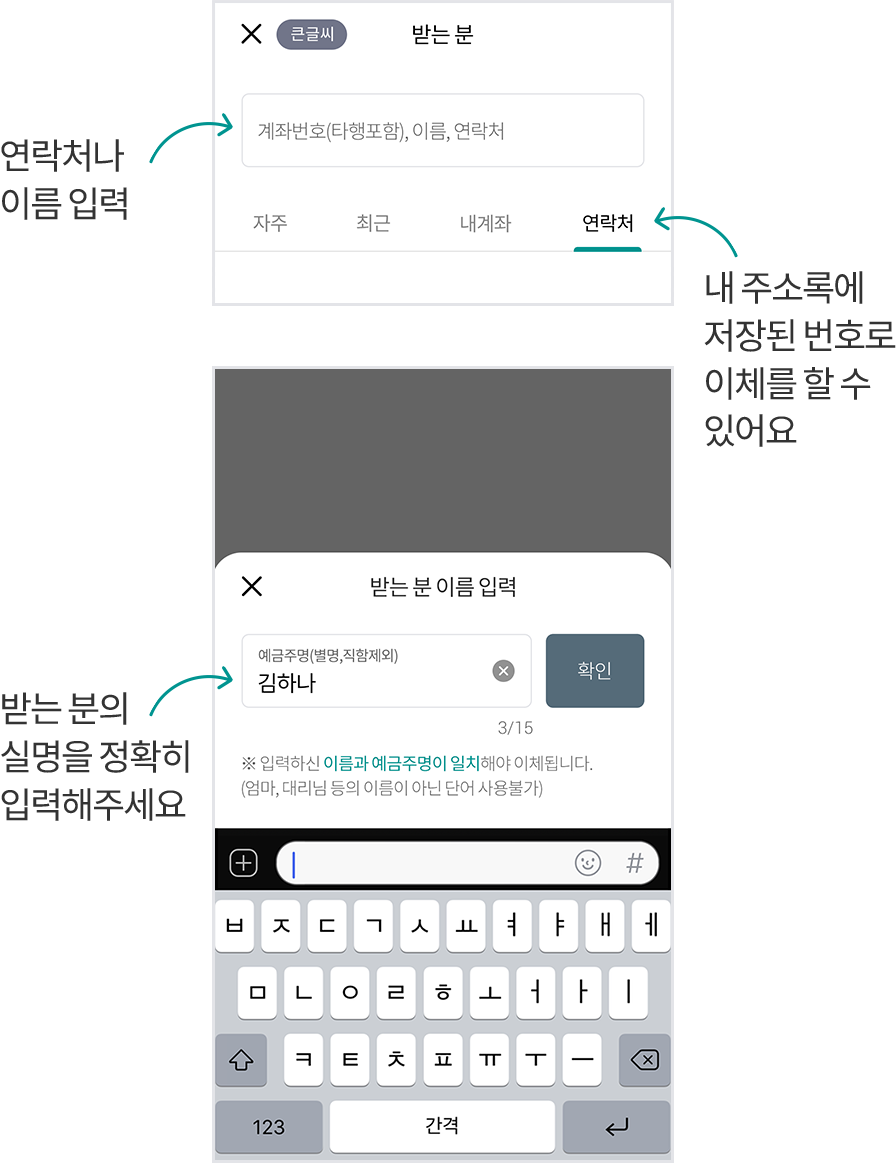 큰글씨
받는 분
계좌번호(타행포함), 이름, 연락처
연락처나
이름 입력
자주 최근 내계좌 연락처
내 주소록에
저장된 번호로
이체를 할 수
있어요
받는 분 이름 입력
예금주명(별명,직함제외)
김하나
확인
3/15
받는 분의
실명을 정확히
입력해주세요
※ 입력하신 이름과 예금주명이 일치해야 이체됩니다.
(엄마, 대리님 등의 이름이 아닌 단어 사용불가)
#
ㅂ ㅈ ㄷ ㄱ ㅅ ㅛ ㅕ ㅑ ㅐ ㅔ
ㅁ ㄴ ㅇ ㄹ ㅎ ㅗ ㅓ ㅏ ㅣ
ㅋ ㅌ ㅊ ㅍ ㅠ ㅜ ㅡ
123 간격